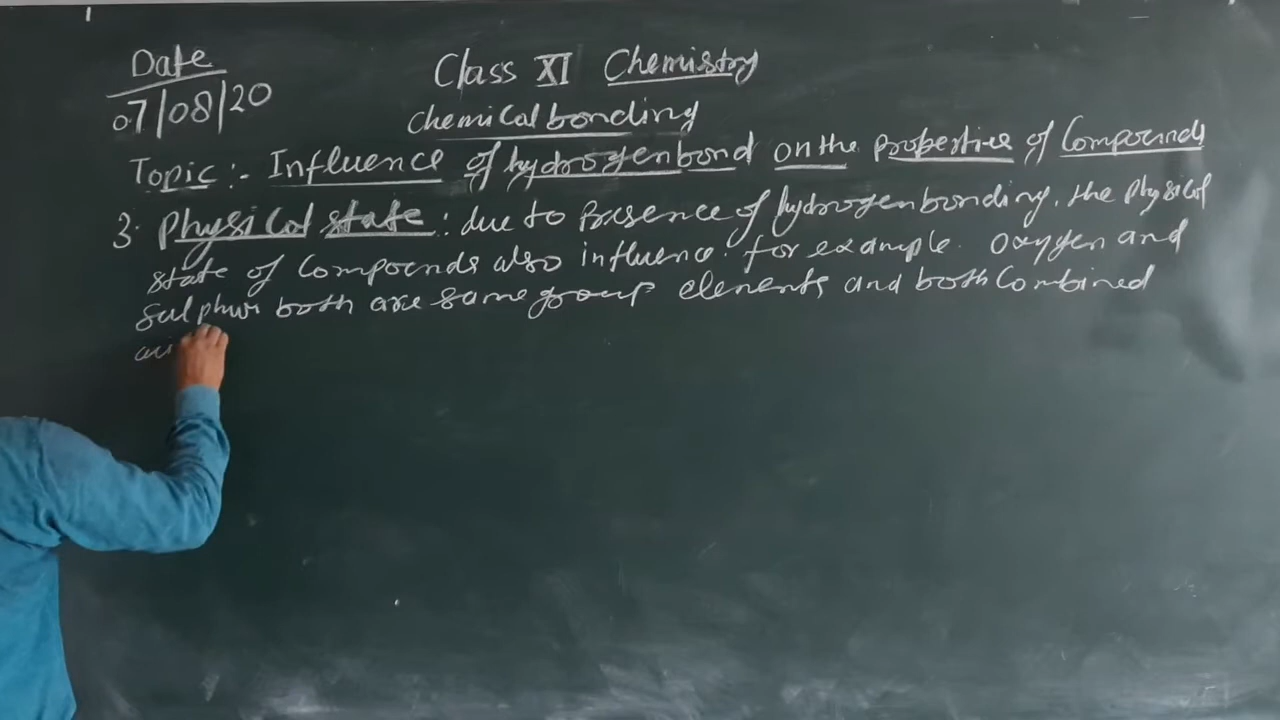 Date
07/08/20
Class XI Chemistry
Chemical bonding
Topic:- Influence of hydrogen bond on the properties of Compounds
3. Physical state: due to Presence of hydrogen bonding. the physical
state of Compounds also influence. for example. Oxygen and
Sulphur both are same group elements and both Combined